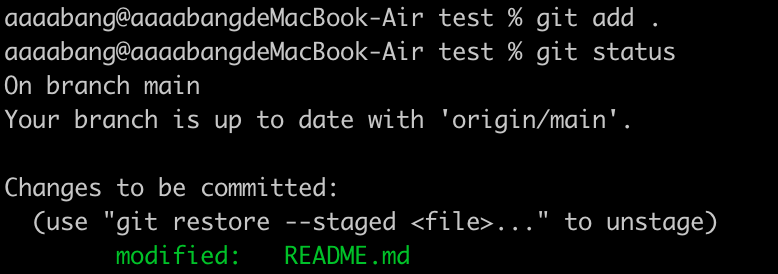 aaaabang@aaaabangdeMacBook-Air test % git add .
aaaabang@aaaabangdeMacBook-Air test % git status
On branch main
Your branch is up to date with 'origin/main'.

Changes to be committed:
  (use "git restore --staged <file>..." to unstage)
        modified:   README.md